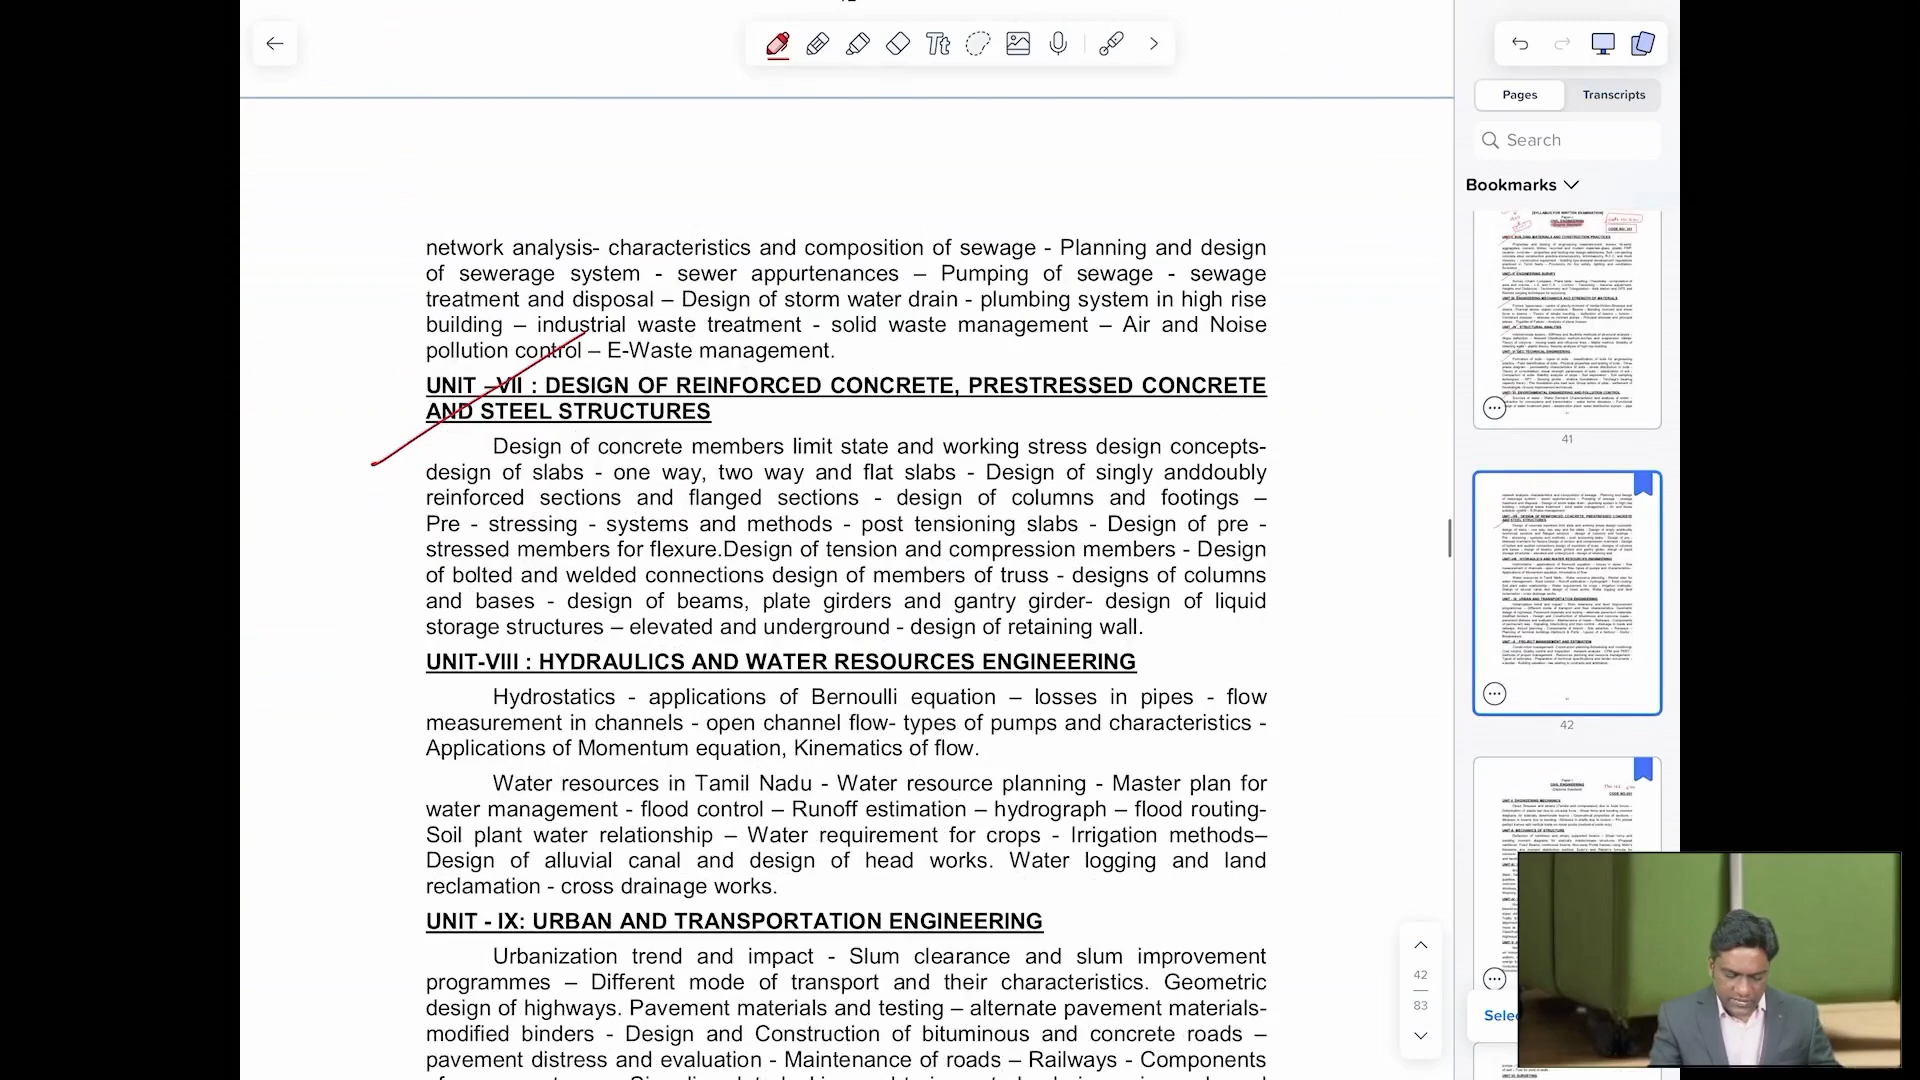 Pages
Transcripts
Search
Bookmarks
network analysis- characteristics and composition of sewage - Planning and design
of sewerage system - sewer appurtenances – Pumping of sewage - sewage
treatment and disposal – Design of storm water drain - plumbing system in high rise
building – industrial waste treatment - solid waste management – Air and Noise
pollution control – E-Waste management.
UNIT –VII : DESIGN OF REINFORCED CONCRETE, PRESTRESSED CONCRETE
AND STEEL STRUCTURES
Design of concrete members limit state and working stress design concepts-
design of slabs - one way, two way and flat slabs - Design of singly anddoubly
reinforced sections and flanged sections - design of columns and footings –
Pre - stressing - systems and methods - post tensioning slabs - Design of pre -
stressed members for flexure.Design of tension and compression members - Design
of bolted and welded connections design of members of truss - designs of columns
and bases - design of beams, plate girders and gantry girder- design of liquid
storage structures – elevated and underground - design of retaining wall.
UNIT-VIII : HYDRAULICS AND WATER RESOURCES ENGINEERING
Hydrostatics - applications of Bernoulli equation – losses in pipes - flow
measurement in channels - open channel flow- types of pumps and characteristics -
Applications of Momentum equation, Kinematics of flow.
Water resources in Tamil Nadu - Water resource planning - Master plan for
water management - flood control – Runoff estimation – hydrograph – flood routing-
Soil plant water relationship – Water requirement for crops - Irrigation methods–
Design of alluvial canal and design of head works. Water logging and land
reclamation - cross drainage works.
UNIT - IX: URBAN AND TRANSPORTATION ENGINEERING
Urbanization trend and impact - Slum clearance and slum improvement
programmes – Different mode of transport and their characteristics. Geometric
design of highways. Pavement materials and testing – alternate pavement materials-
modified binders - Design and Construction of bituminous and concrete roads –
pavement distress and evaluation - Maintenance of roads – Railways - Components
41
42
42
83
Selec